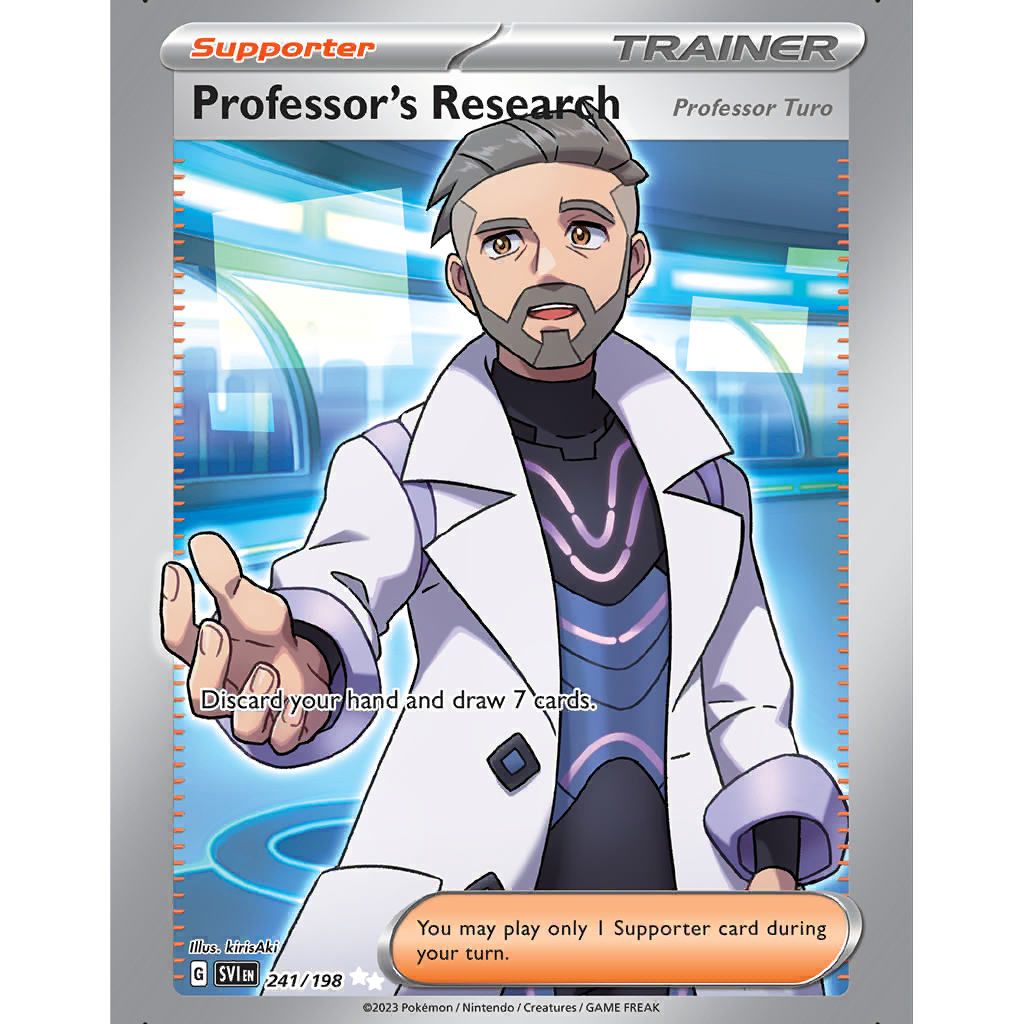 Supporter TRAINER
Professor's Research Professor Turo
Discard your hand and draw 7 cards.
You may play only 1 Supporter card during
your turn.
Illus. kirisAki
G SVI EN 241/198
©2023 Pokémon / Nintendo / Creatures / GAME FREAK